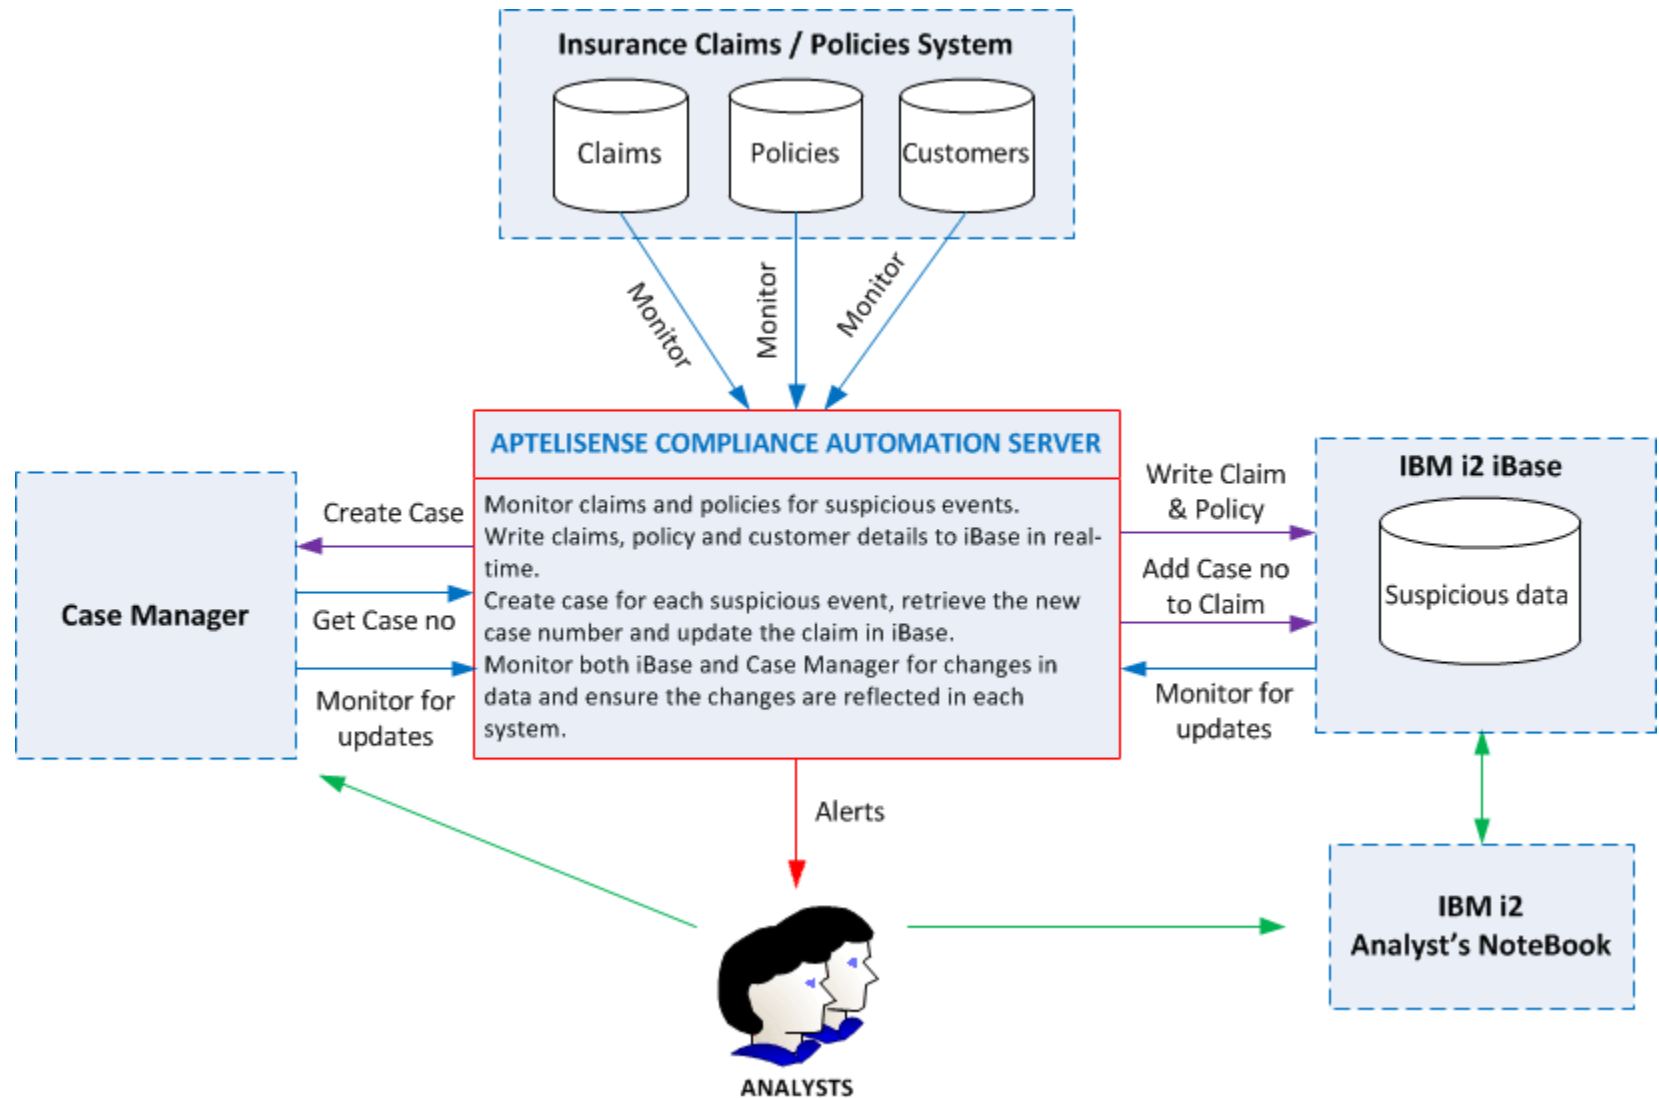 Insurance Claims / Policies System
Claims
Policies
Customers
Monitor
Monitor
Monitor
APTELISENSE COMPLIANCE AUTOMATION SERVER
Monitor claims and policies for suspicious events.
Write claims, policy and customer details to iBase in real-
time.
Create case for each suspicious event, retrieve the new
case number and update the claim in iBase.
Monitor both iBase and Case Manager for changes in
data and ensure the changes are reflected in each
system.
Case Manager
Create Case
Get Case no
Monitor for
updates
Write Claim
& Policy
Add Case no
to Claim
Monitor for
updates
IBM i2 iBase
Suspicious data
Alerts
IBM i2
Analyst's NoteBook
ANALYSTS